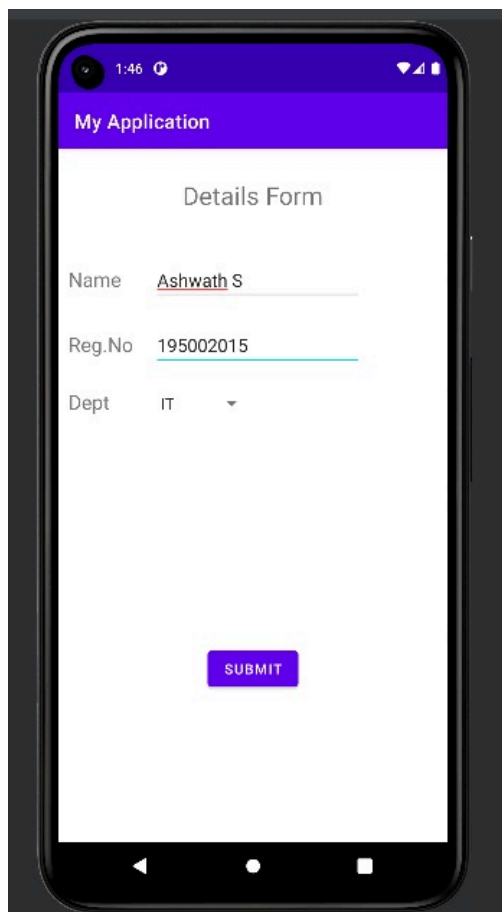 1:46
My Application
Details Form
Name Ashwath S
Reg.No 195002015
Dept IT
SUBMIT